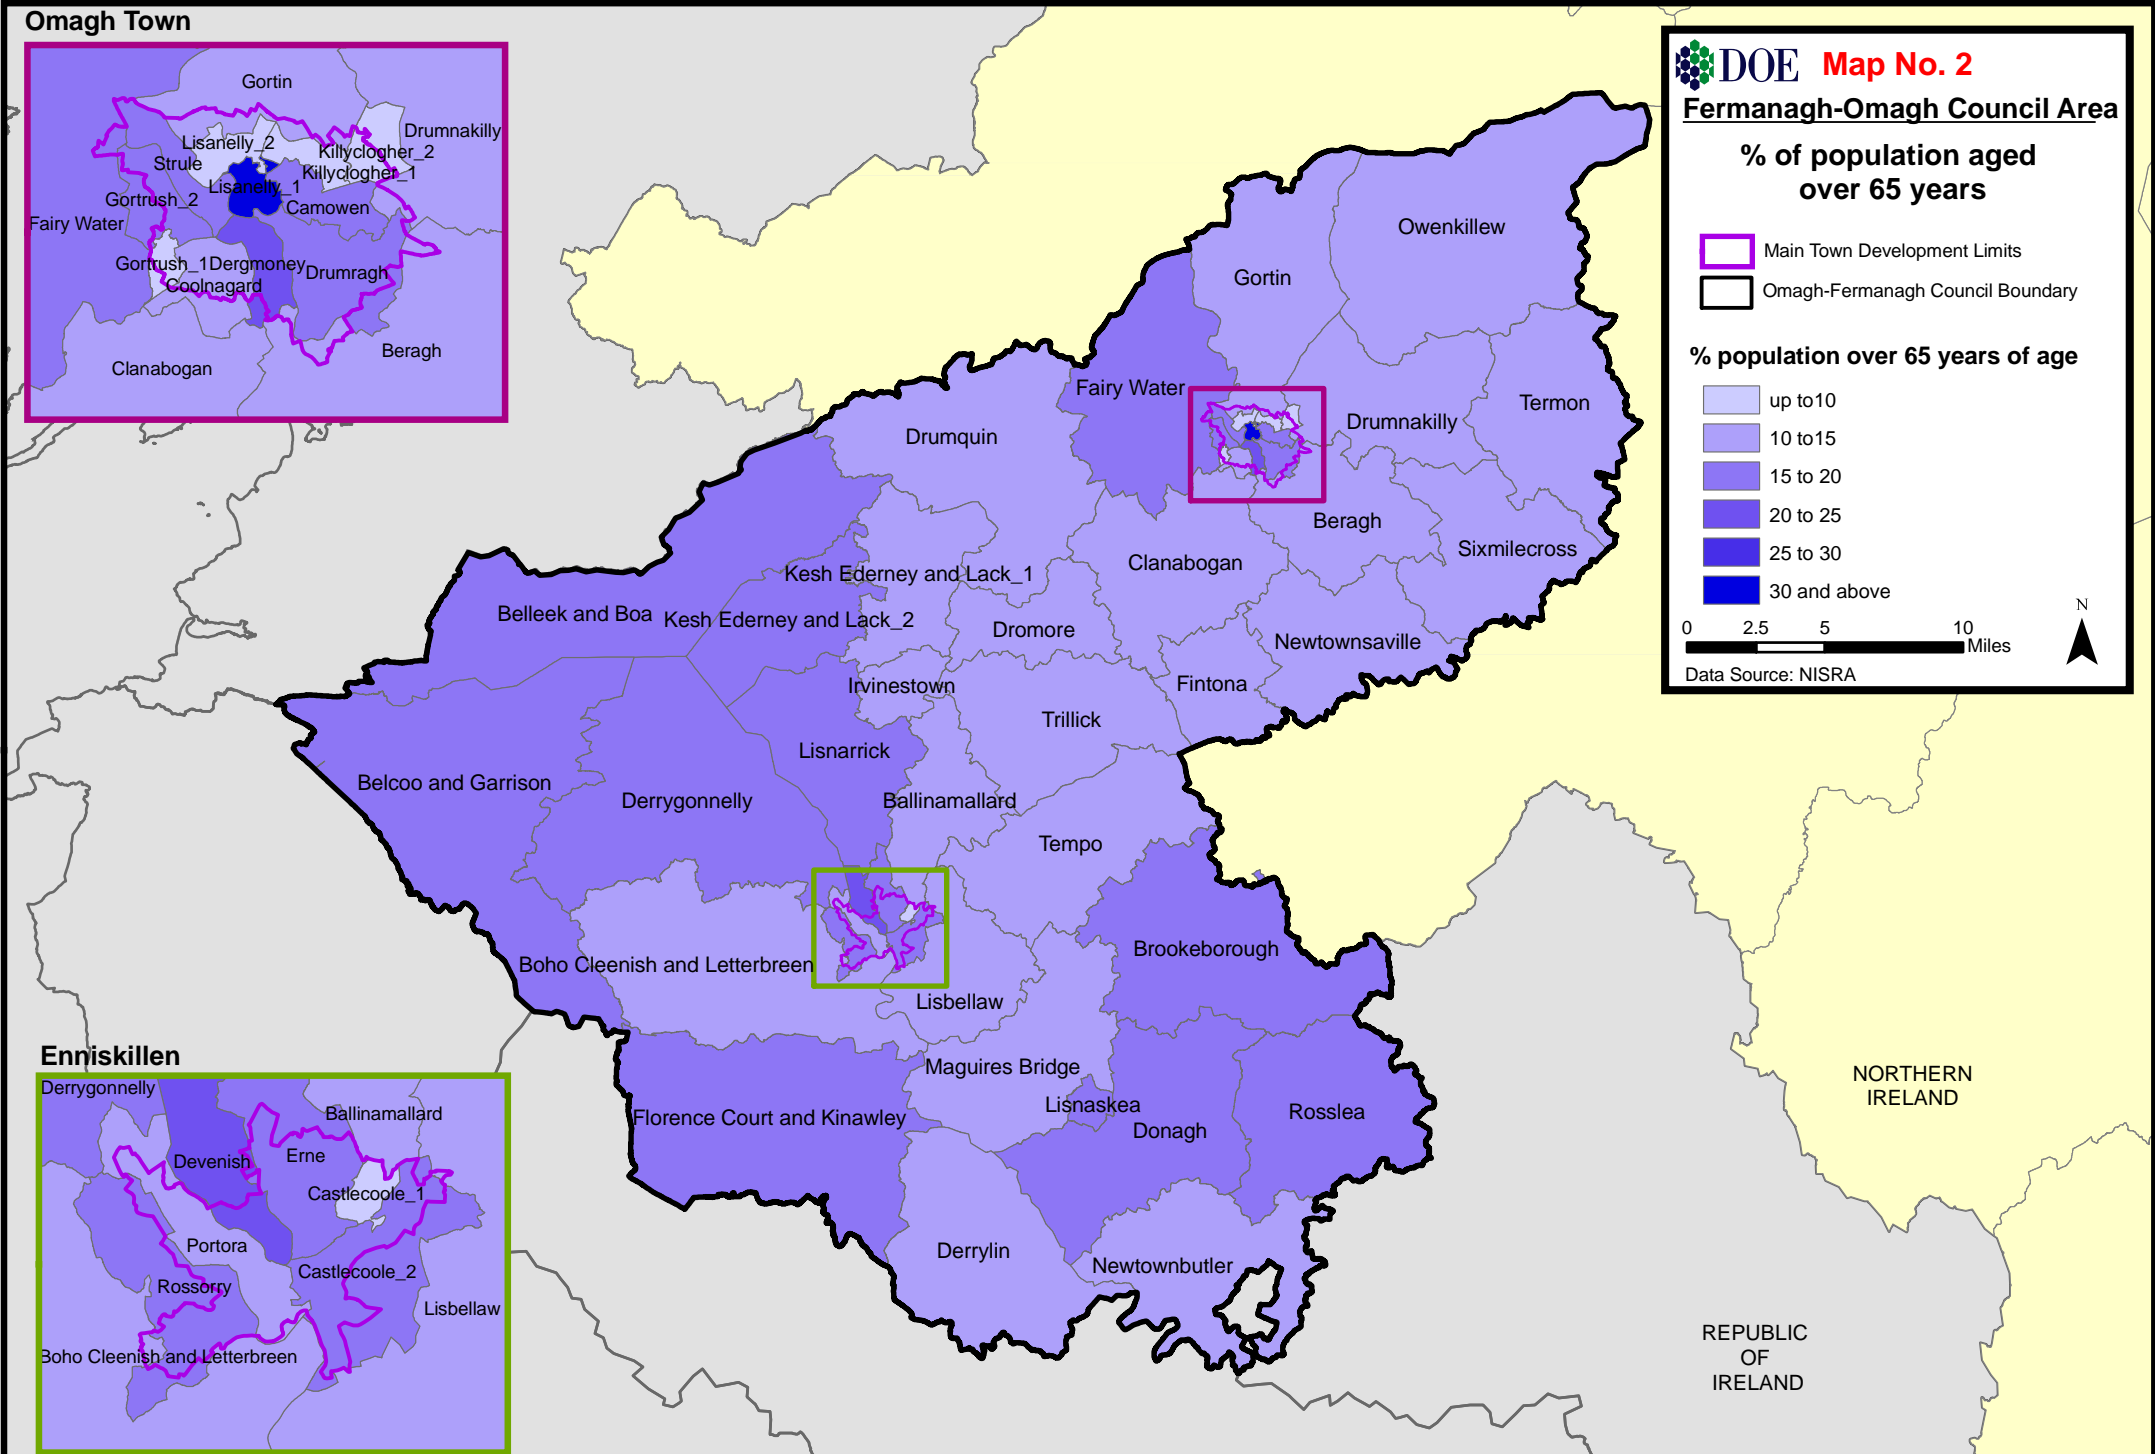 Omagh Town
Gortin
Drumnakilly
Lisanelly_2
Killyclogher_2
Strule
Killyclogher_1
Lisanelly_1
Gortrush_2
Camowen
Fairy Water
Gortrush_1
Dergmoney
Drumragh
Coolnagard
Beragh
Clanabogan
DOE
Map No. 2
Fermanagh-Omagh Council Area
% of population aged
over 65 years
Main Town Development Limits
Omagh-Fermanagh Council Boundary
% population over 65 years of age
up to10
10 to15
15 to 20
20 to 25
25 to 30
30 and above
N
0 2.5 5 10
Miles
Data Source: NISRA
Owenkillew
Gortin
Fairy Water
Termon
Drumnakilly
Drumquin
Beragh
Sixmilecross
Clanabogan
Kesh Ederney and Lack_1
Belleek and Boa
Kesh Ederney and Lack_2
Dromore
Newtownsaville
Irvinestown
Fintona
Trillick
Lisnarrick
Belcoo and Garrison
Derrygonnelly
Ballinamallard
Tempo
Brookeborough
Boho Cleenish and Letterbreen
Lisbellaw
Maguires Bridge
Lisnaskea
Florence Court and Kinawley
Donagh
Rosslea
Derrylin
Newtownbutler
NORTHERN
IRELAND
REPUBLIC
OF
IRELAND
Enniskillen
Derrygonnelly
Ballinamallard
Devenish
Erne
Castlecoole_1
Portora
Castlecoole_2
Rossorry
Lisbellaw
Boho Cleenish and Letterbreen